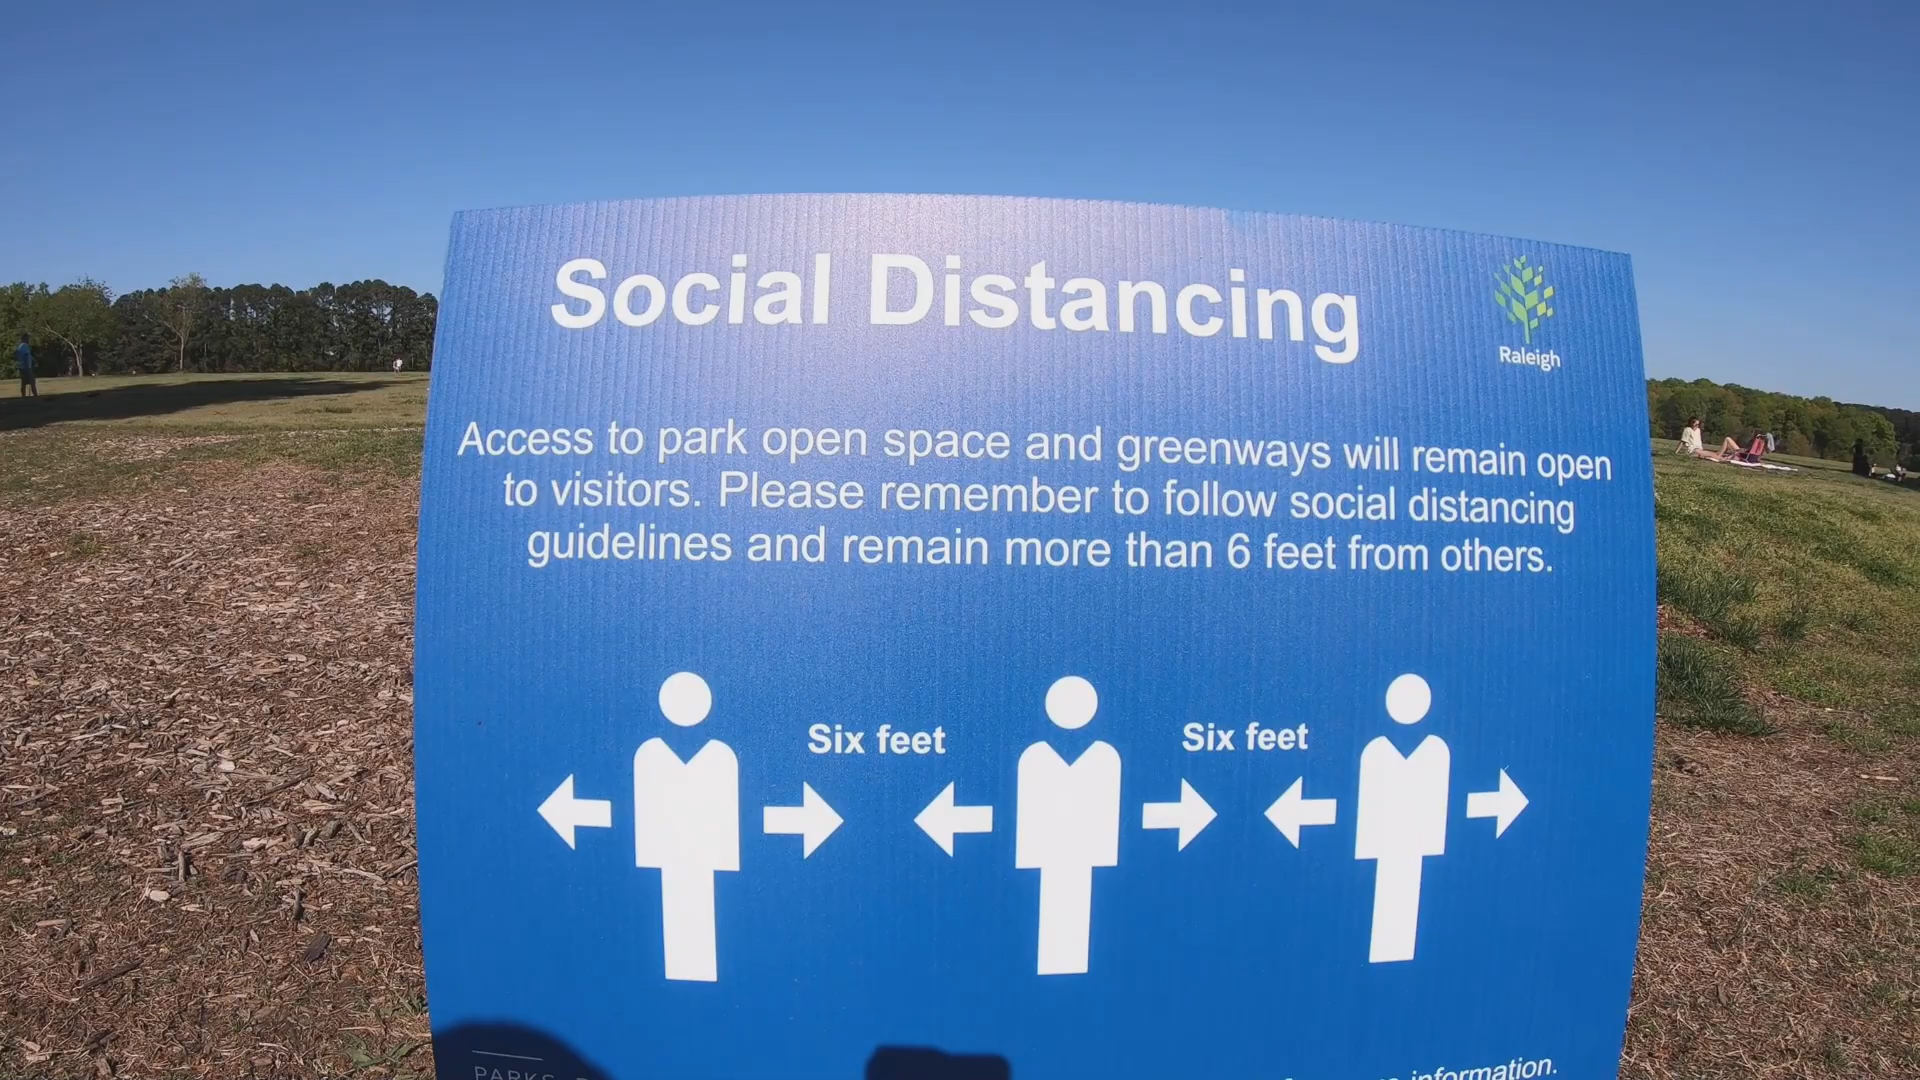 Social Distancing
Raleigh
Access to park open space and greenways will remain open
to visitors. Please remember to follow social distancing
guidelines and remain more than 6 feet from others.
Six feet
Six feet
PARKS
information.